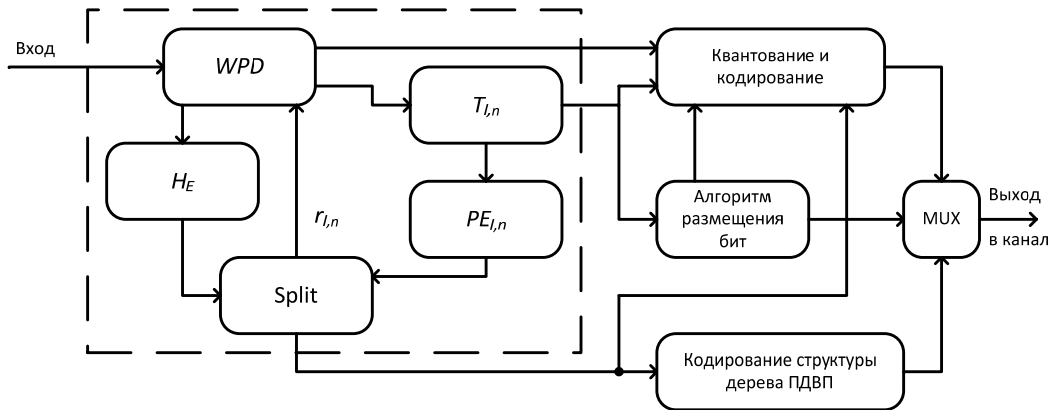 Вход
WPD
Квантование и
кодирование
T_{l,n}
H_E
PE_{l,n}
r_{l,n}
Split
Алгоритм
размещения
бит
MUX
Выход
в канал
Кодирование структуры
дерева ПДВП